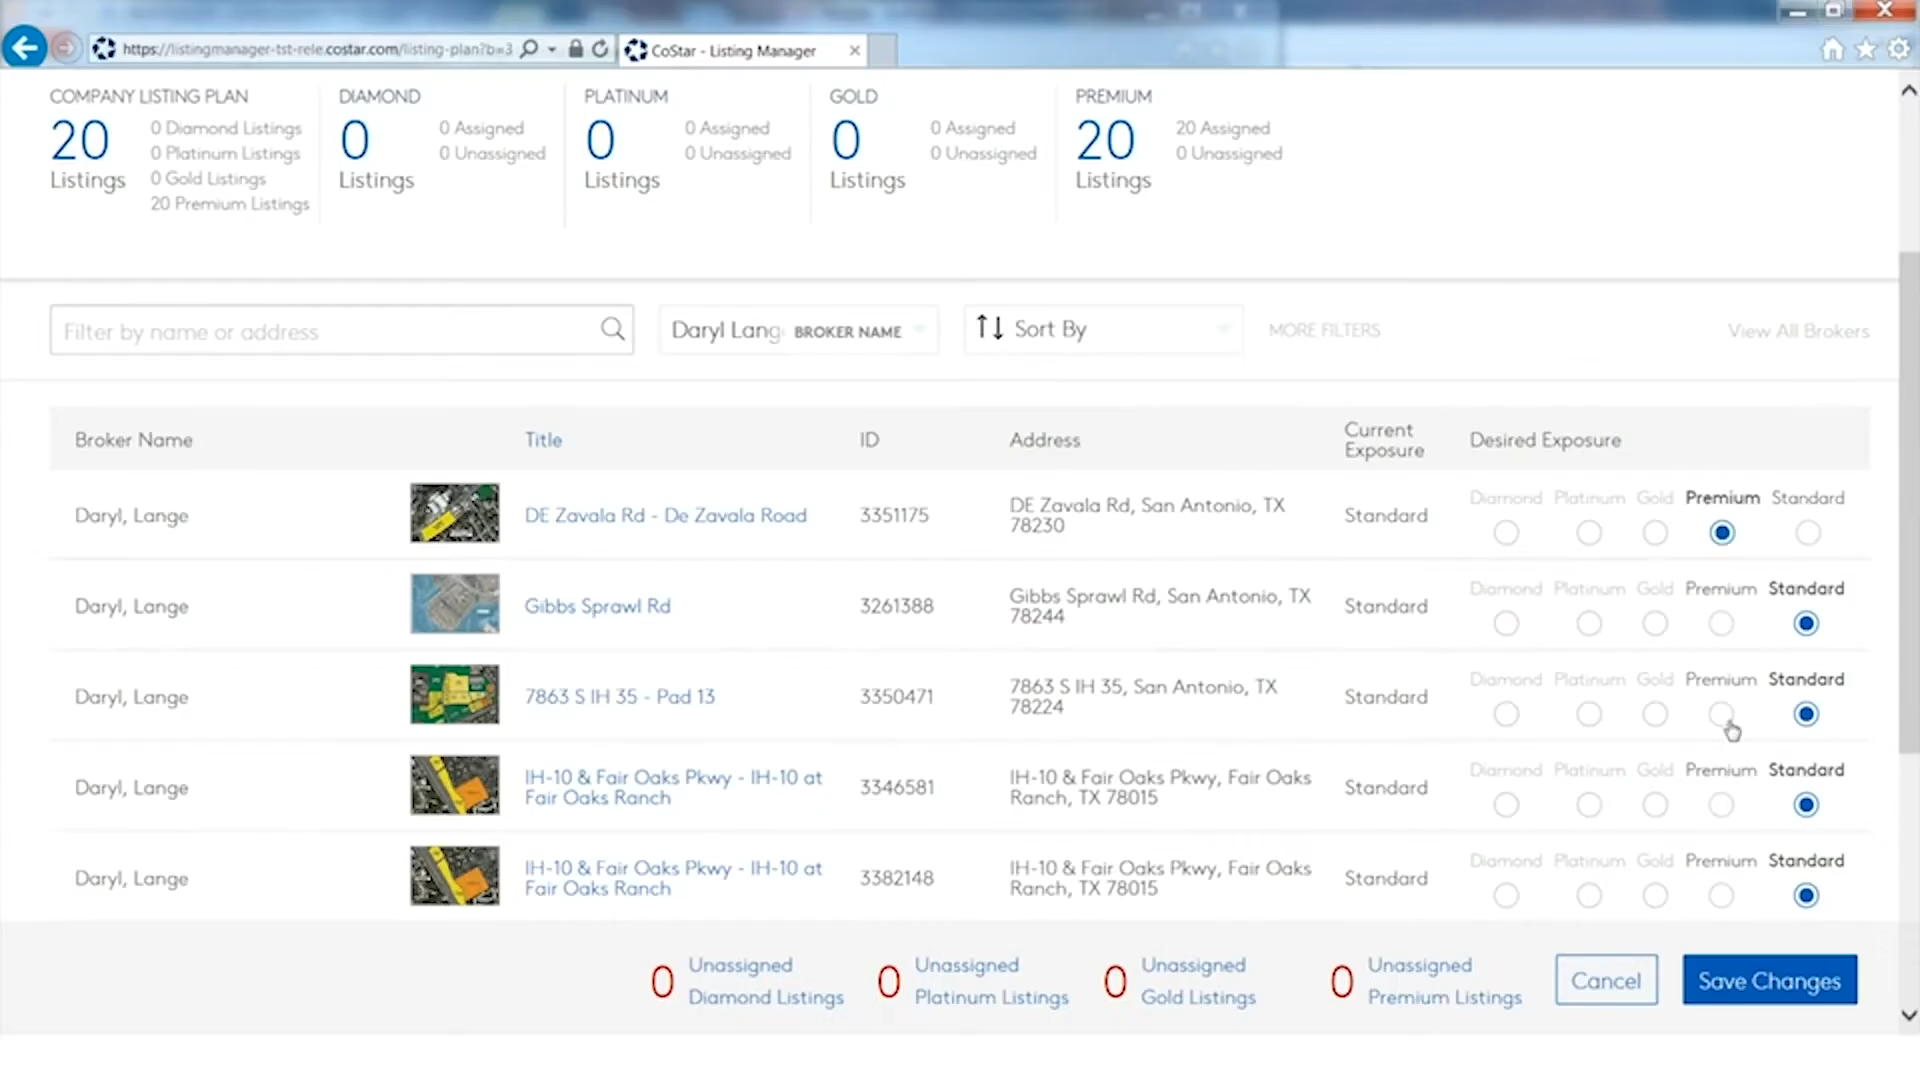 https://listingmanager-tst-rele.costar.com/listing-plan?b=3
CoStar - Listing Manager
COMPANY LISTING PLAN
20
Listings
0 Diamond Listings
0 Platinum Listings
0 Gold Listings
20 Premium Listings
DIAMOND
0
Listings
0 Assigned
0 Unassigned
PLATINUM
0
Listings
0 Assigned
0 Unassigned
GOLD
0
Listings
0 Assigned
0 Unassigned
PREMIUM
20
Listings
20 Assigned
0 Unassigned
Filter by name or address
Daryl Lang BROKER NAME
Sort By
MORE FILTERS
View All Brokers
Broker Name Title ID Address Current Exposure Desired Exposure
Daryl, Lange
DE Zavala Rd - De Zavala Road
3351175
DE Zavala Rd, San Antonio, TX
78230
Standard
Diamond Platinum Gold Premium Standard
Daryl, Lange
Gibbs Sprawl Rd
3261388
Gibbs Sprawl Rd, San Antonio, TX
78244
Standard
Diamond Platinum Gold Premium Standard
Daryl, Lange
7863 S IH 35 - Pad 13
3350471
7863 S IH 35, San Antonio, TX
78224
Standard
Diamond Platinum Gold Premium Standard
Daryl, Lange
IH-10 & Fair Oaks Pkwy - IH-10 at
Fair Oaks Ranch
3346581
IH-10 & Fair Oaks Pkwy, Fair Oaks
Ranch, TX 78015
Standard
Diamond Platinum Gold Premium Standard
Daryl, Lange
IH-10 & Fair Oaks Pkwy - IH-10 at
Fair Oaks Ranch
3382148
IH-10 & Fair Oaks Pkwy, Fair Oaks
Ranch, TX 78015
Standard
Diamond Platinum Gold Premium Standard
0 Unassigned
Diamond Listings
0 Unassigned
Platinum Listings
0 Unassigned
Gold Listings
0 Unassigned
Premium Listings
Cancel
Save Changes